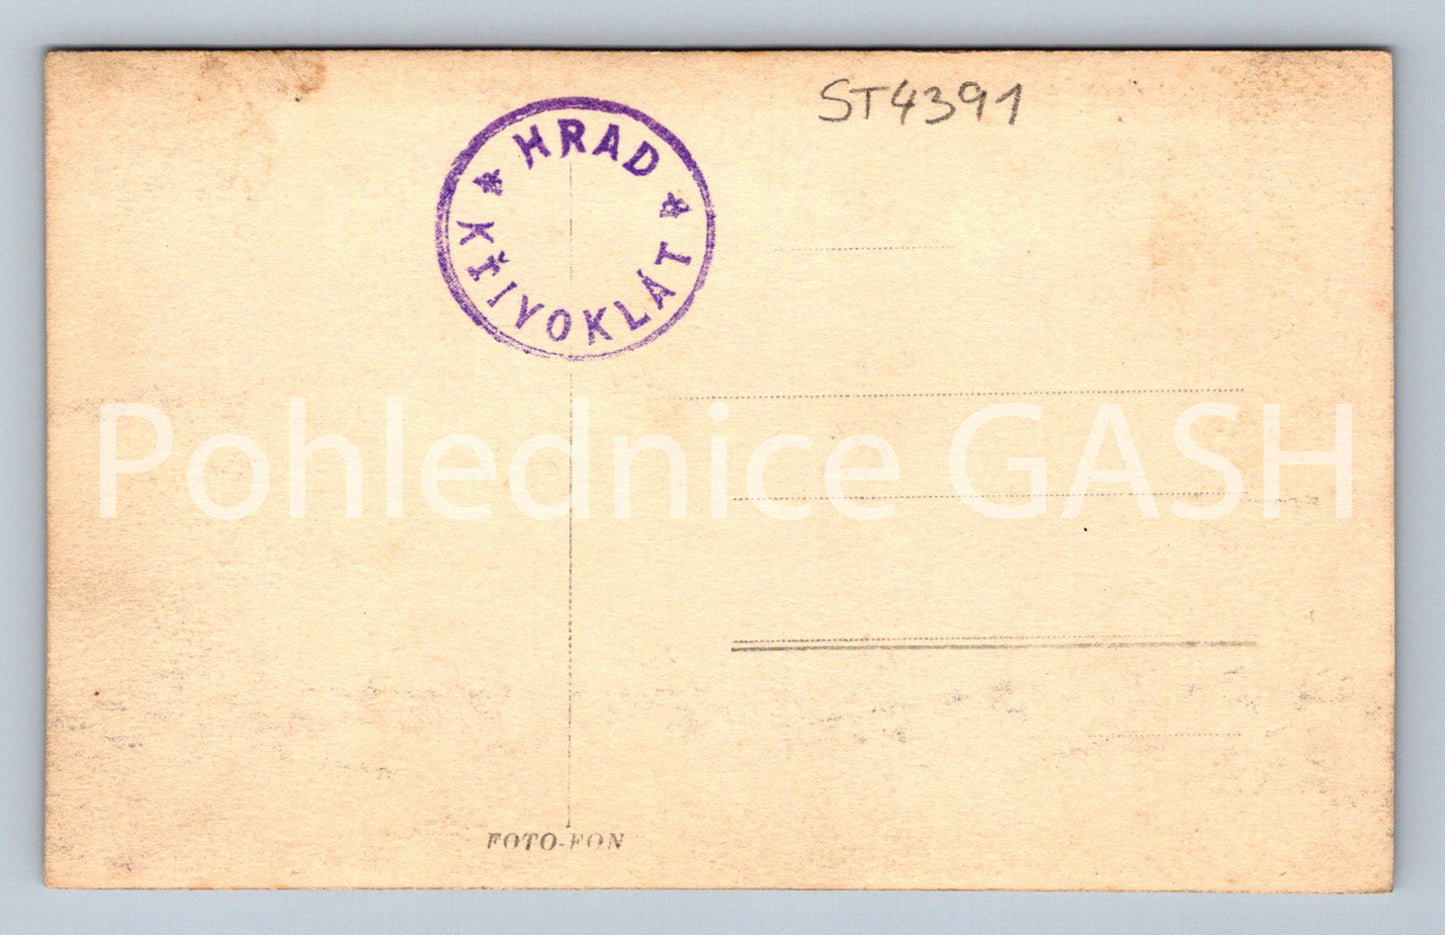 ST4391
HRAD
KŘIVOKLÁT
Pohlednice GASH
FOTO-FON